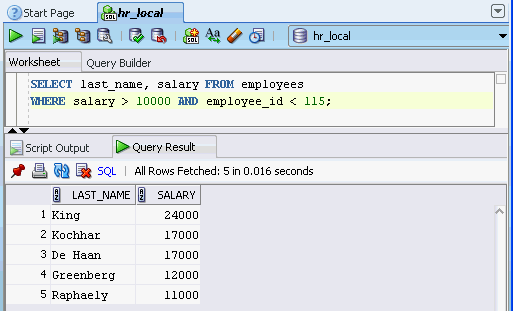 Start Page hr_local
SQL Aa hr_local
Worksheet Query Builder
SELECT last_name, salary FROM employees
WHERE salary > 10000 AND employee_id < 115;
Script Output Query Result
SQL All Rows Fetched: 5 in 0.016 seconds
LAST_NAME SALARY
1 King 24000
2 Kochhar 17000
3 De Haan 17000
4 Greenberg 12000
5 Raphaely 11000